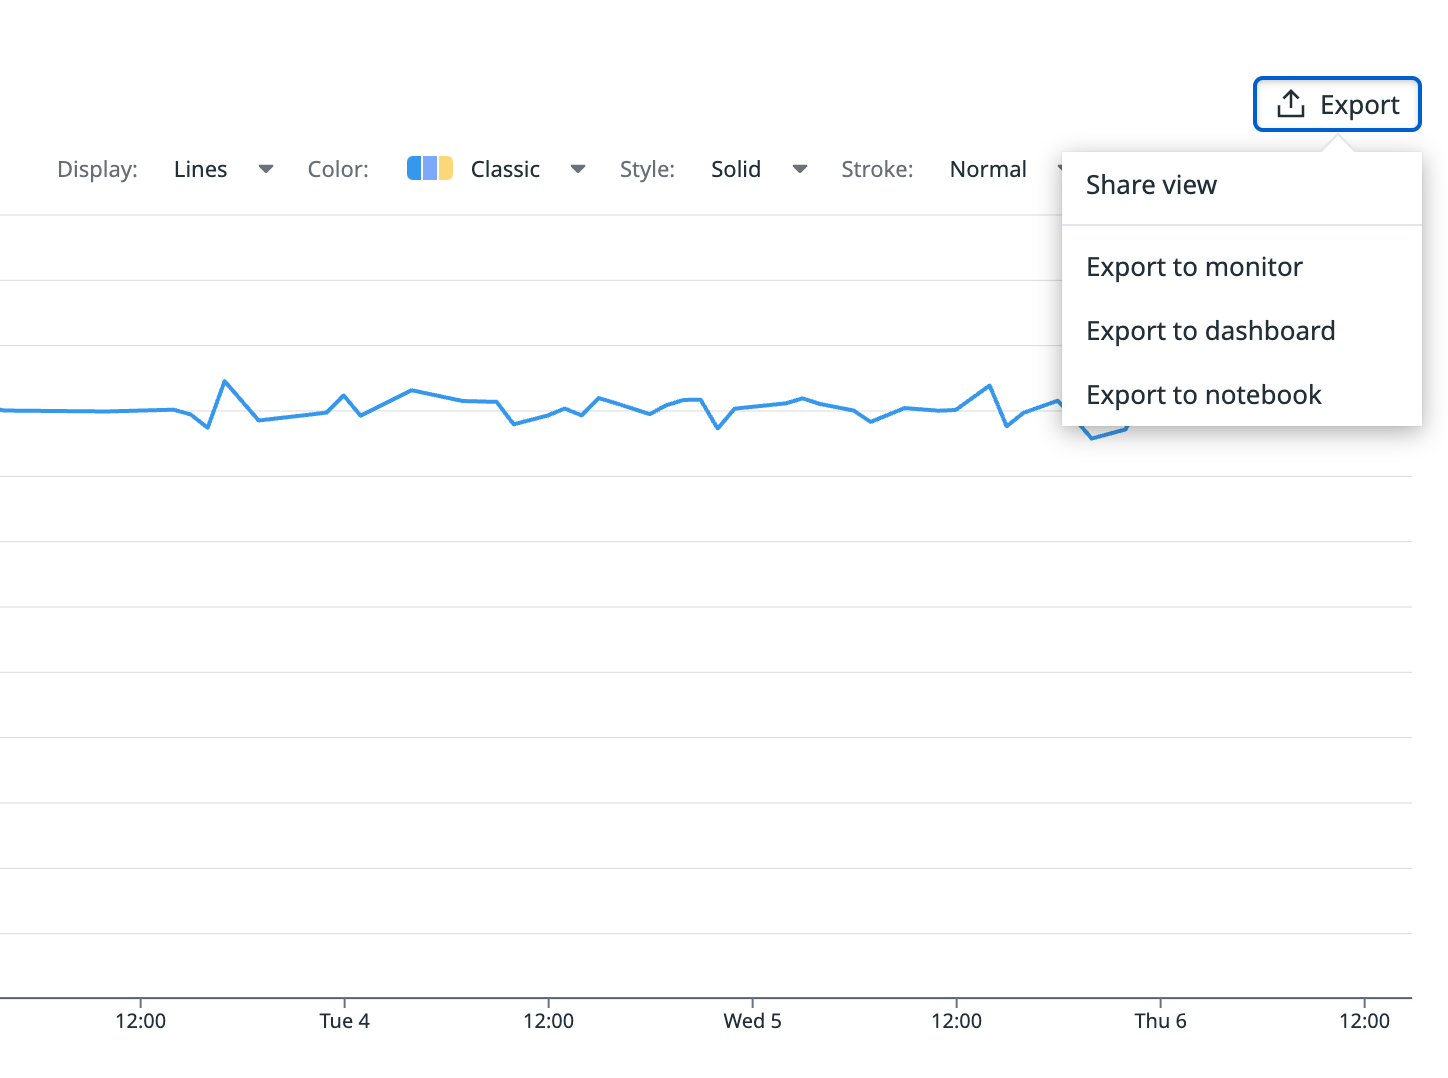 Export
Display: Lines Color: Classic Style: Solid Stroke: Normal
Share view
Export to monitor
Export to dashboard
Export to notebook
12:00 Tue 4 12:00 Wed 5 12:00 Thu 6 12:00